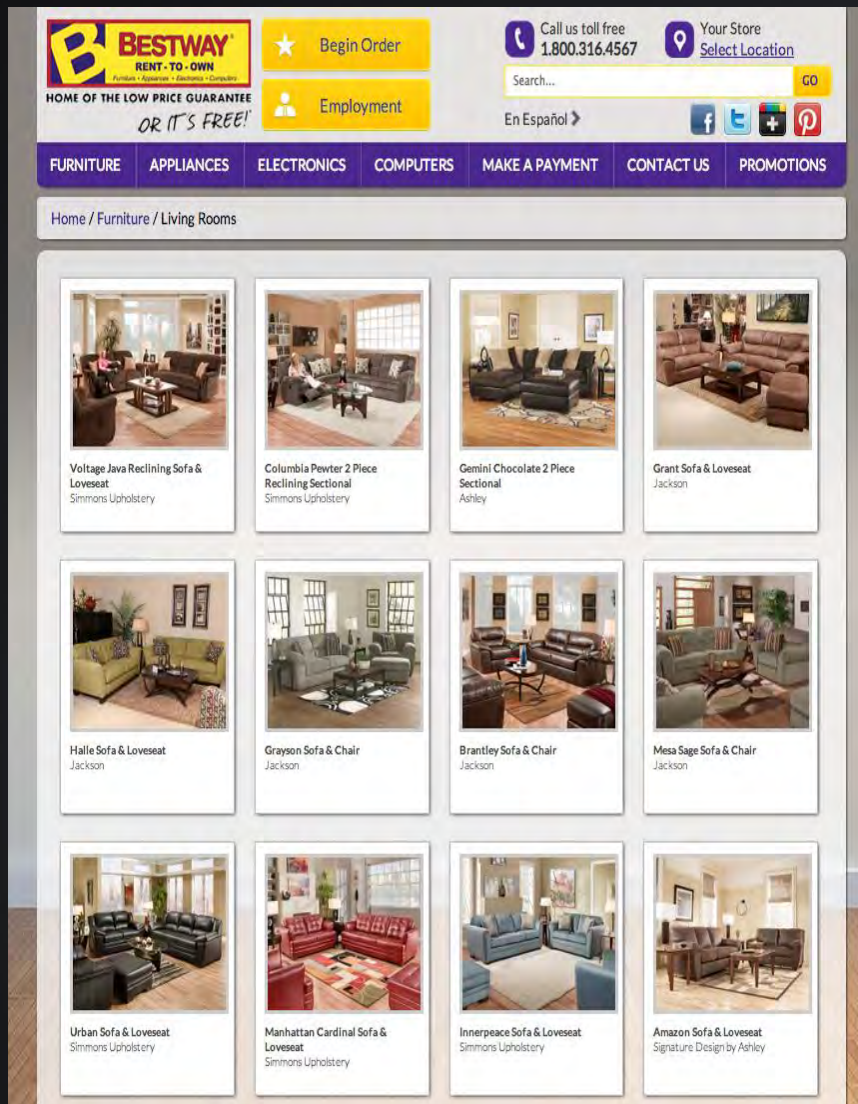 BESTWAY
RENT-TO-OWN
Furniture • Appliances • Electronics • Computers
HOME OF THE LOW PRICE GUARANTEE
OR IT'S FREE!
Begin Order
Employment
Call us toll free
1.800.316.4567
Your Store
Select Location
Search...
GO
En Español
FURNITURE APPLIANCES ELECTRONICS COMPUTERS MAKE A PAYMENT CONTACT US PROMOTIONS
Home / Furniture / Living Rooms
Voltage Java Reclining Sofa &
Loveseat
Simmons Upholstery
Columbia Pewter 2 Piece
Reclining Sectional
Simmons Upholstery
Gemini Chocolate 2 Piece
Sectional
Ashley
Grant Sofa & Loveseat
Jackson
Halle Sofa & Loveseat
Jackson
Grayson Sofa & Chair
Jackson
Brantley Sofa & Chair
Jackson
Mesa Sage Sofa & Chair
Jackson
Urban Sofa & Loveseat
Simmons Upholstery
Manhattan Cardinal Sofa &
Loveseat
Simmons Upholstery
Innerpeace Sofa & Loveseat
Simmons Upholstery
Amazon Sofa & Loveseat
Signature Design by Ashley